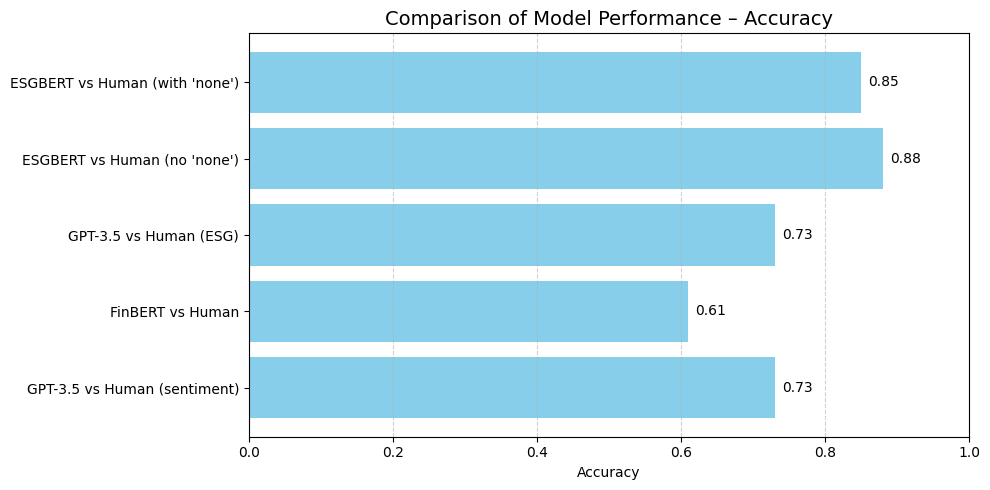 Comparison of Model Performance – Accuracy
ESGBERT vs Human (with 'none')
0.85
ESGBERT vs Human (no 'none')
0.88
GPT-3.5 vs Human (ESG)
0.73
FinBERT vs Human
0.61
GPT-3.5 vs Human (sentiment)
0.73
0.0 0.2 0.4 0.6 0.8 1.0
Accuracy